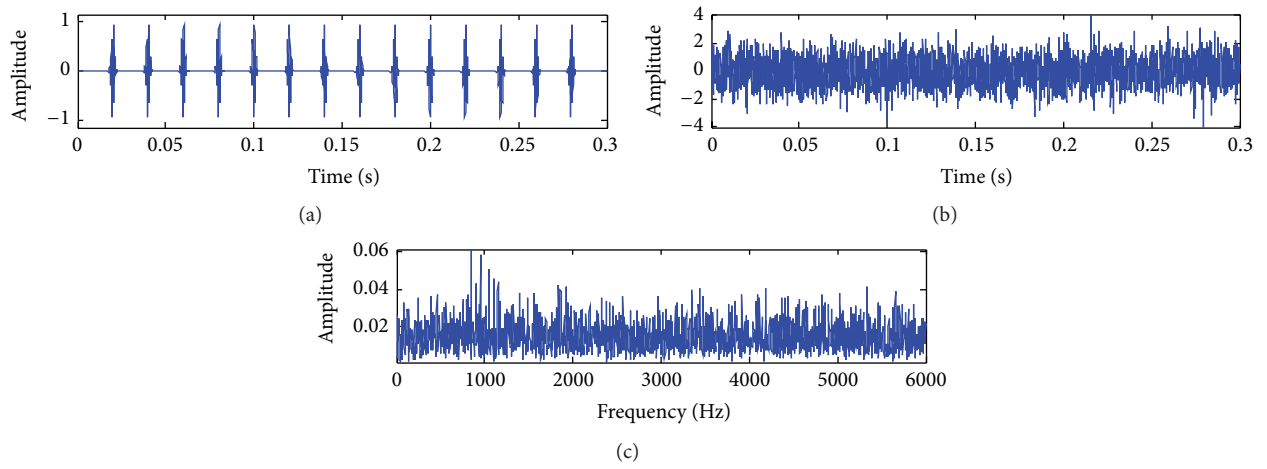 1
0
−1
Amplitude
0 0.05 0.1 0.15 0.2 0.25 0.3
Time (s)
(a)
4
2
0
−2
−4
Amplitude
0 0.05 0.1 0.15 0.2 0.25 0.3
Time (s)
(b)
0.06
0.04
0.02
Amplitude
0 1000 2000 3000 4000 5000 6000
Frequency (Hz)
(c)